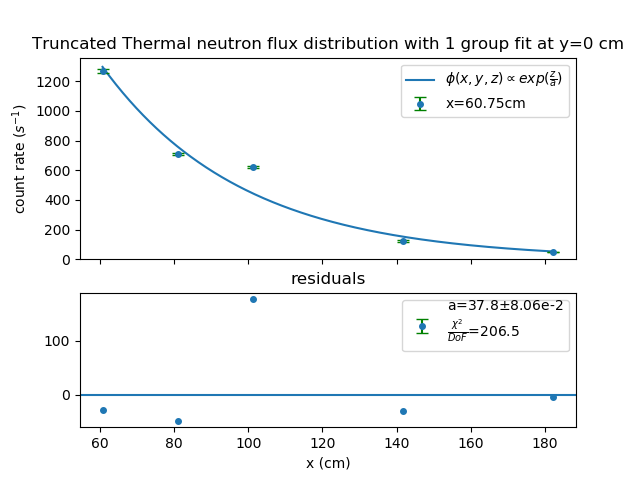 Truncated Thermal neutron flux distribution with 1 group fit at y=0 cm
count rate (s⁻¹)
1200
1000
800
600
400
200
0
ϕ(x, y, z) ∝ exp(z/a)
x=60.75cm
residuals
100
0
a=37.8±8.06e-2
χ²/DoF=206.5
60
80
100
120
140
160
180
x (cm)